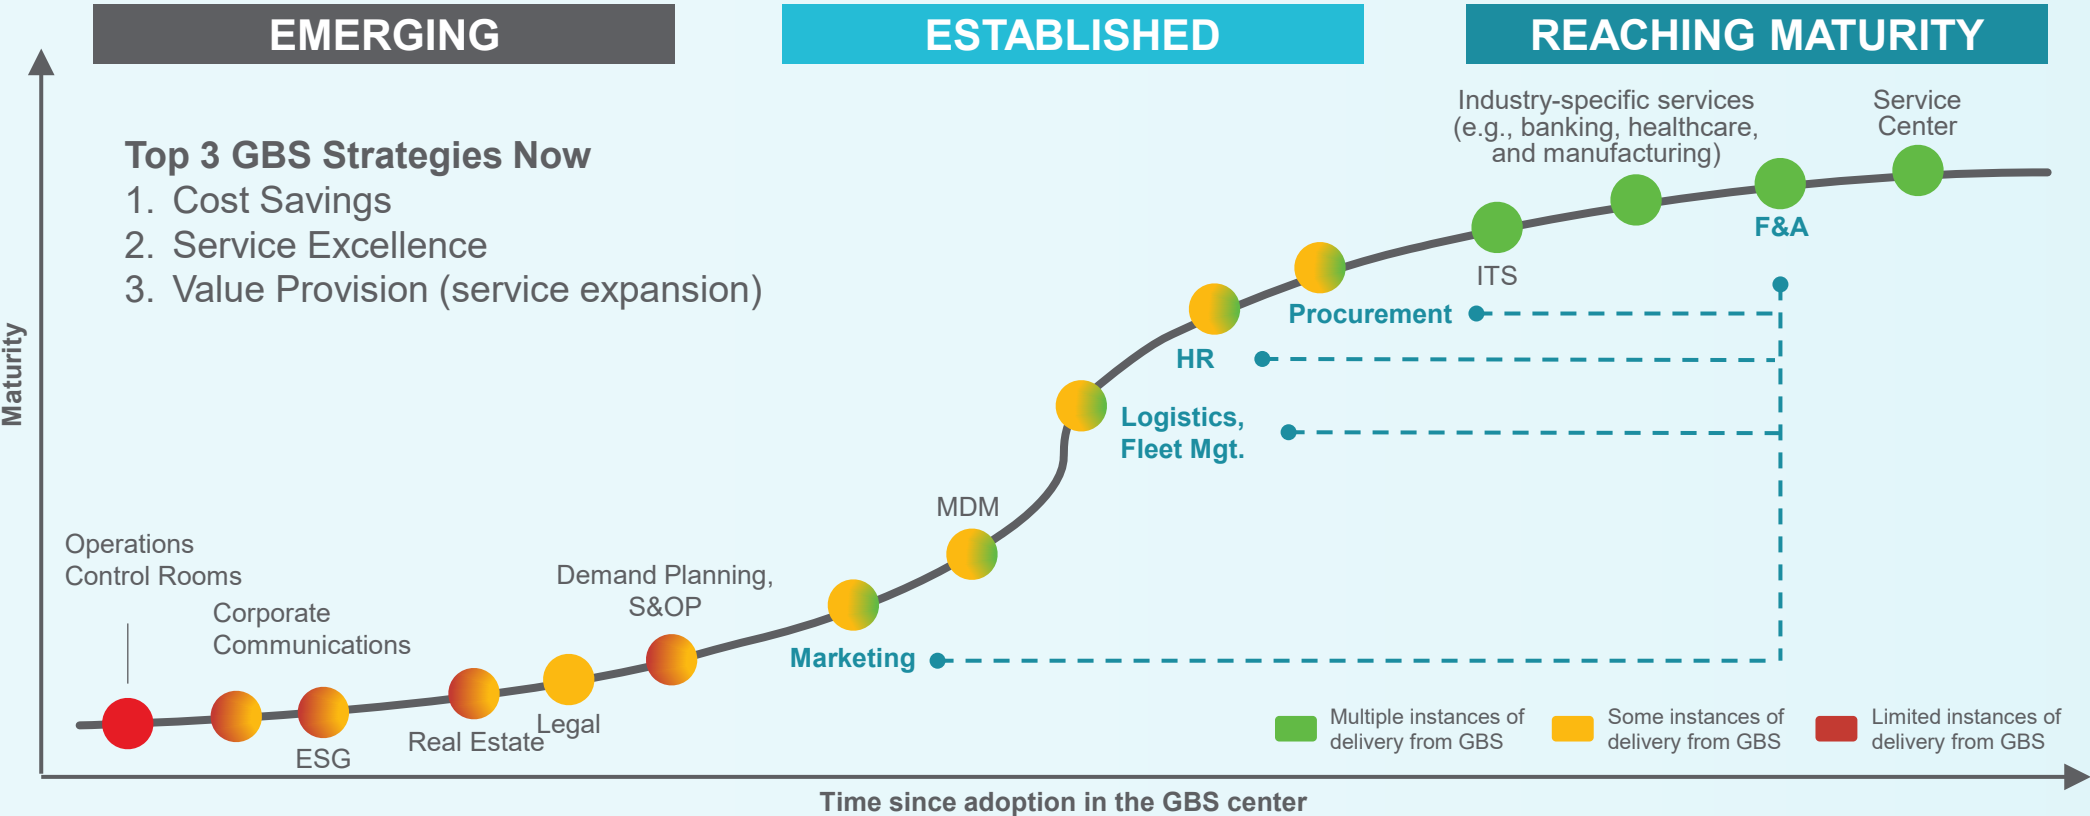 EMERGING
ESTABLISHED
REACHING MATURITY
Top 3 GBS Strategies Now
1. Cost Savings
2. Service Excellence
3. Value Provision (service expansion)
Industry-specific services
(e.g., banking, healthcare,
and manufacturing)
Service
Center
F&A
ITS
Procurement
HR
Logistics,
Fleet Mgt.
MDM
Operations
Control Rooms
Corporate
Communications
Demand Planning,
S&OP
Marketing
ESG
Real Estate
Legal
Maturity
Multiple instances of
delivery from GBS
Some instances of
delivery from GBS
Limited instances of
delivery from GBS
Time since adoption in the GBS center